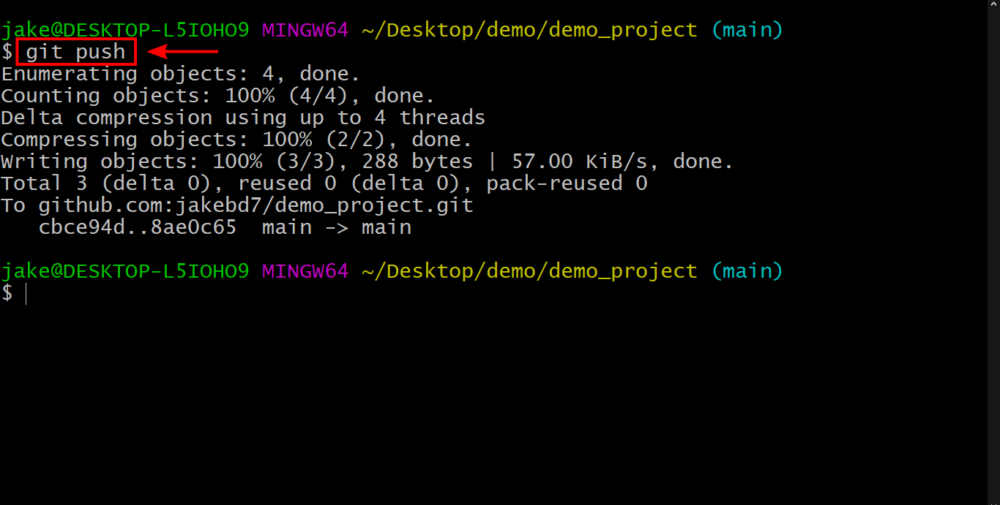 jake@DESKTOP-L5IOHO9 MINGW64 ~/Desktop/demo/demo_project (main)
$ git push
Enumerating objects: 4, done.
Counting objects: 100% (4/4), done.
Delta compression using up to 4 threads
Compressing objects: 100% (2/2), done.
Writing objects: 100% (3/3), 288 bytes | 57.00 KiB/s, done.
Total 3 (delta 0), reused 0 (delta 0), pack-reused 0
To github.com:jakebd7/demo_project.git
   cbce94d..8ae0c65  main -> main
jake@DESKTOP-L5IOHO9 MINGW64 ~/Desktop/demo/demo_project (main)
$